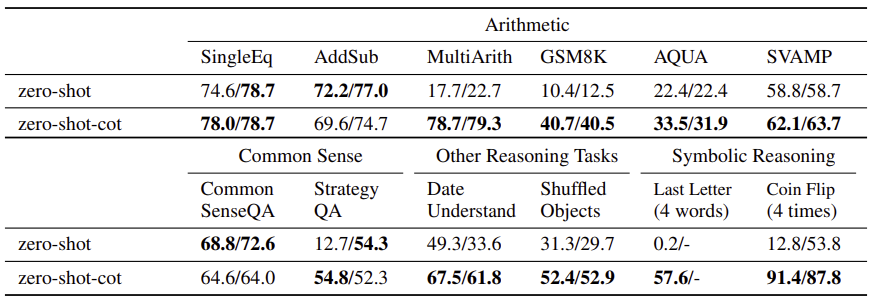 Arithmetic
SingleEq AddSub MultiArith GSM8K AQUA SVAMP
zero-shot 74.6/78.7 72.2/77.0 17.7/22.7 10.4/12.5 22.4/22.4 58.8/58.7
zero-shot-cot 78.0/78.7 69.6/74.7 78.7/79.3 40.7/40.5 33.5/31.9 62.1/63.7
Common Sense Other Reasoning Tasks Symbolic Reasoning
Common Strategy Date Shuffled Last Letter Coin Flip
SenseQA QA Understand Objects (4 words) (4 times)
zero-shot 68.8/72.6 12.7/54.3 49.3/33.6 31.3/29.7 0.2/- 12.8/53.8
zero-shot-cot 64.6/64.0 54.8/52.3 67.5/61.8 52.4/52.9 57.6/- 91.4/87.8